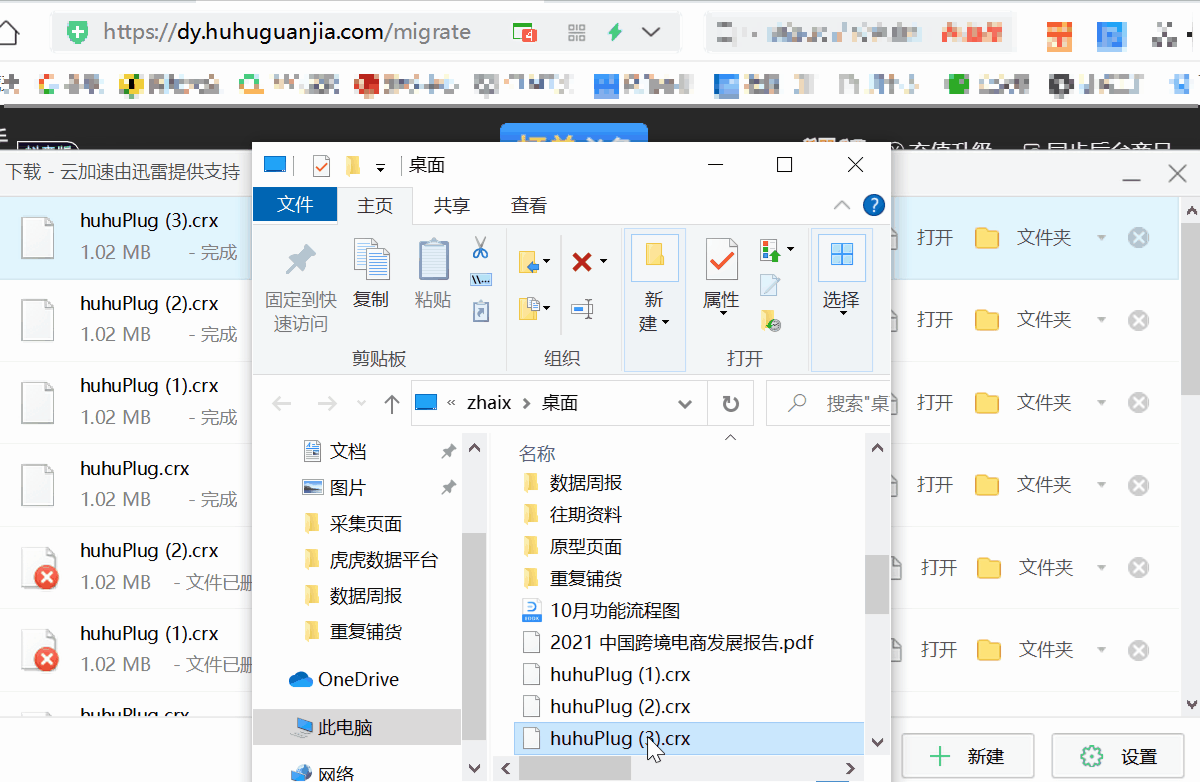 https://dy.huhuguanjia.com/migrate
4
下载 - 云加速由迅雷提供支持
桌面
文件
主页
共享
查看
?
huhuPlug (3).crx
1.02 MB - 完成
打开
文件夹
huhuPlug (2).crx
1.02 MB - 完成
打开
文件夹
huhuPlug (1).crx
1.02 MB - 完成
打开
文件夹
huhuPlug.crx
1.02 MB - 完成
打开
文件夹
huhuPlug (2).crx
1.02 MB - 文件已删
打开
文件夹
huhuPlug (1).crx
1.02 MB - 文件已删
打开
文件夹
huhuPlug.crx
固定到快
速访问
复制
粘贴
新
建
属性
选择
剪贴板
组织
打开
« zhaix > 桌面
搜索"桌
文档
图片
采集页面
虎虎数据平台
数据周报
重复铺货
OneDrive
此电脑
网络
名称
数据周报
往期资料
原型页面
重复铺货
10月功能流程图
2021 中国跨境电商发展报告.pdf
huhuPlug (1).crx
huhuPlug (2).crx
huhuPlug (3).crx
新建
设置